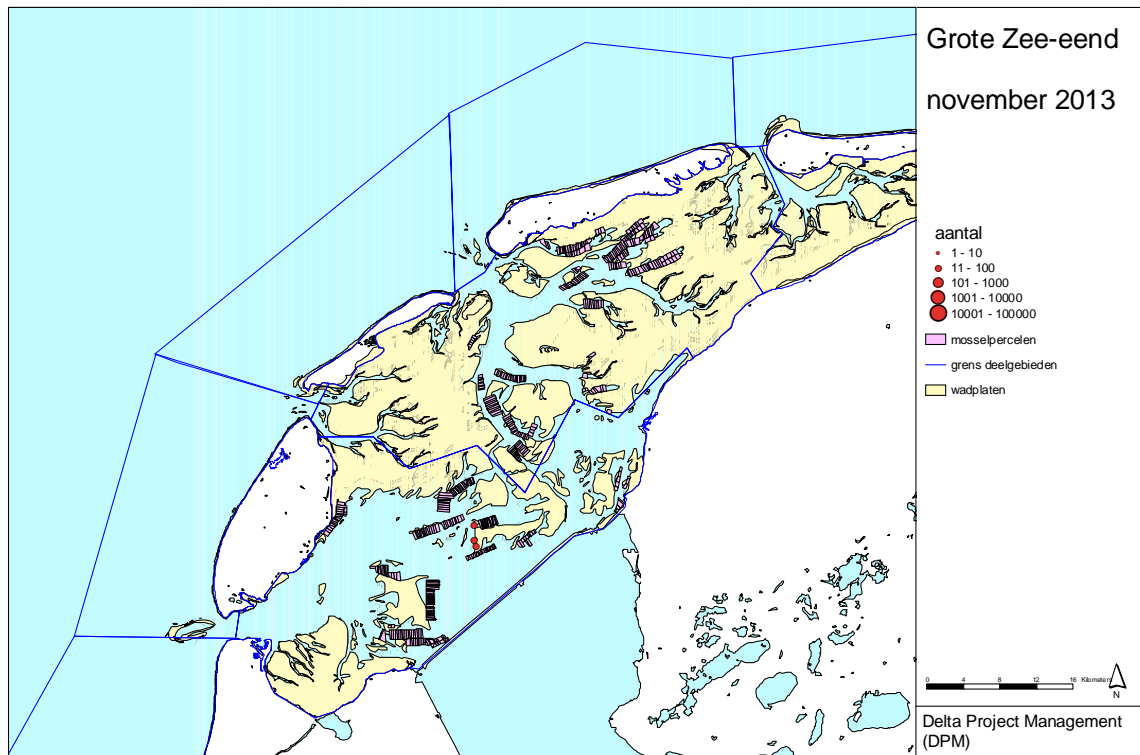 Grote Zee-eend
november 2013
aantal
1 - 10
11 - 100
101 - 1000
1001 - 10000
10001 - 100000
mosselpercelen
grens deelgebieden
wadplaten
0 4 8 12 16 Kilometers
N
Delta Project Management
(DPM)